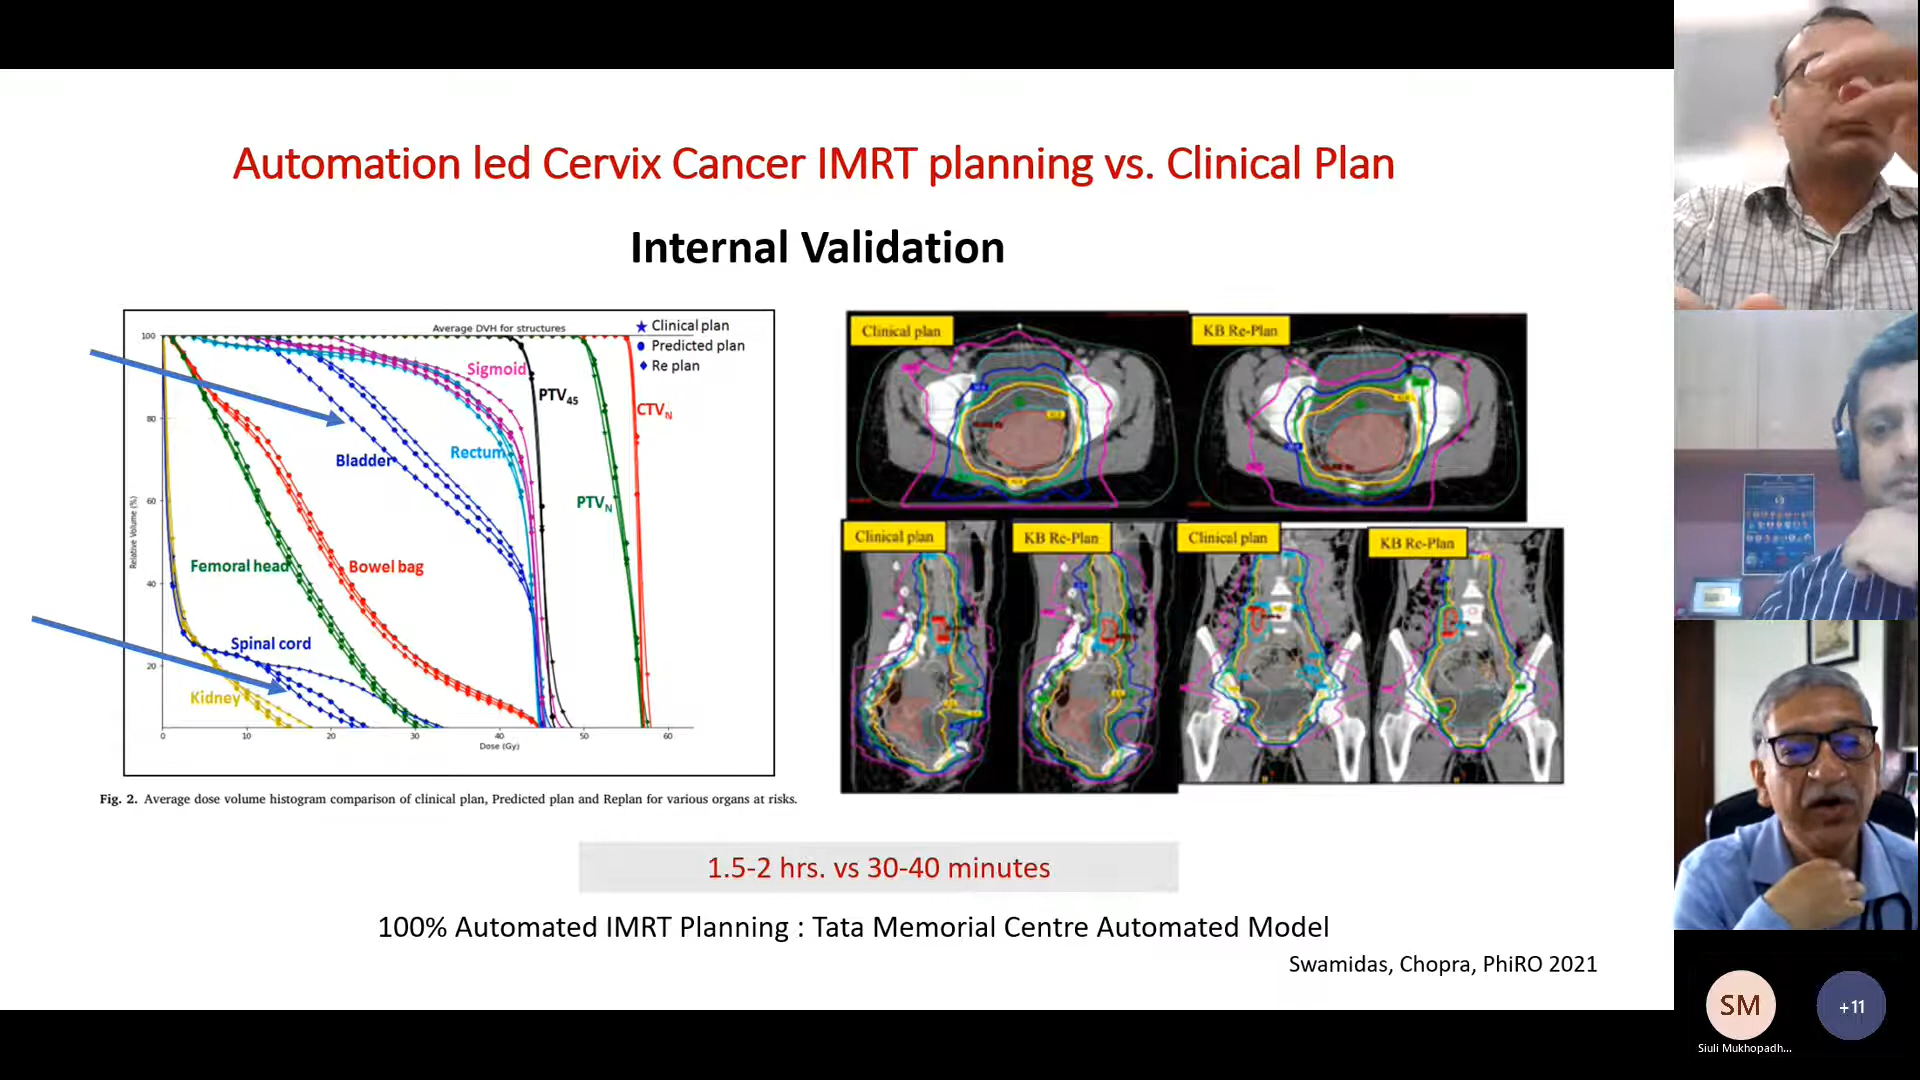 Automation led Cervix Cancer IMRT planning vs. Clinical Plan
Internal Validation
Average DVH for structures
Clinical plan
Predicted plan
Re plan
Sigmoid
PTV45
CTVN
Rectum
Bladder
PTVN
Femoral head
Bowel bag
Spinal cord
Kidney
Relative Volume (%)
100
80
60
40
20
0
10
20
30
40
50
60
Dose (Gy)
Fig. 2. Average dose volume histogram comparison of clinical plan, Predicted plan and Replan for various organs at risks.
Clinical plan
KB Re-Plan
Clinical plan
KB Re-Plan
Clinical plan
KB Re-Plan
1.5-2 hrs. vs 30-40 minutes
100% Automated IMRT Planning : Tata Memorial Centre Automated Model
Swamidas, Chopra, PhiRO 2021
SM
+11
Siuli Mukhopadh...